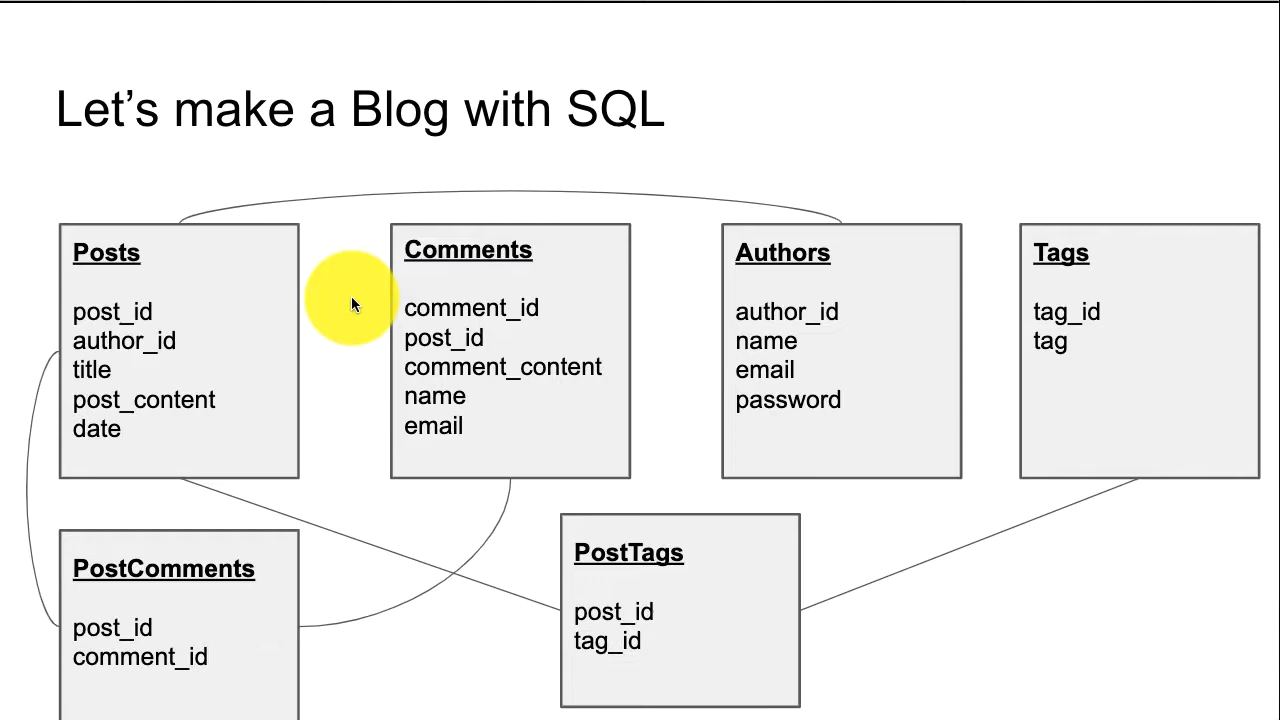 Let’s make a Blog with SQL
Posts
post_id
author_id
title
post_content
date
Comments
comment_id
post_id
comment_content
name
email
Authors
author_id
name
email
password
Tags
tag_id
tag
PostComments
post_id
comment_id
PostTags
post_id
tag_id